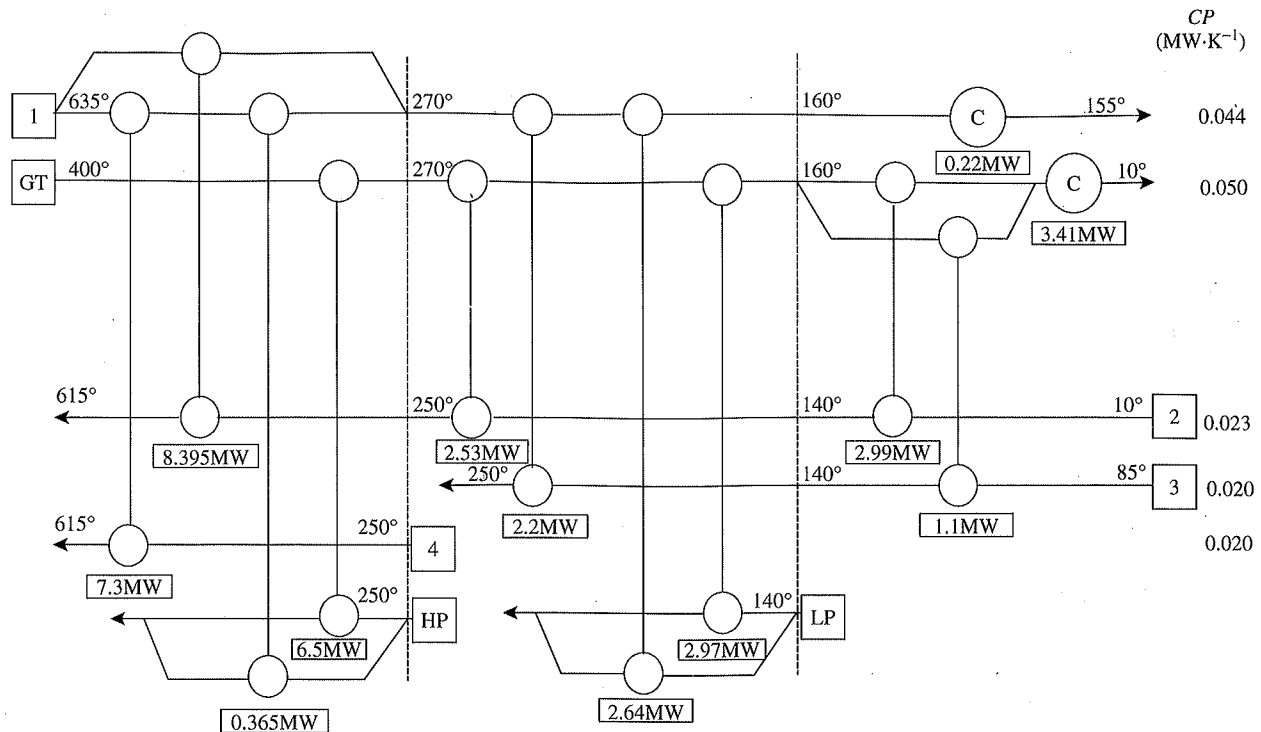 CP
(MW·K⁻¹)
1 635° 270° 160° C 155° 0.044
0.22MW
GT 400° 270° 160° C 10° 0.050
3.41MW
615° 250° 140° 10° 2 0.023
8.395MW 2.53MW 2.99MW
250° 140° 85° 3 0.020
2.2MW 1.1MW
615° 250° 4 0.020
7.3MW
250° HP 140° LP
6.5MW 2.97MW
0.365MW 2.64MW